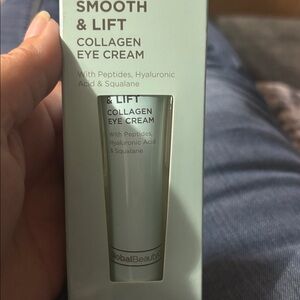 SMOOTH
& LIFT
COLLAGEN
EYE CREAM
With Peptides, Hyaluronic
Acid & Squalane
& LIFT
COLLAGEN
EYE CREAM
With Peptides,
Hyaluronic Acid
& Squalane